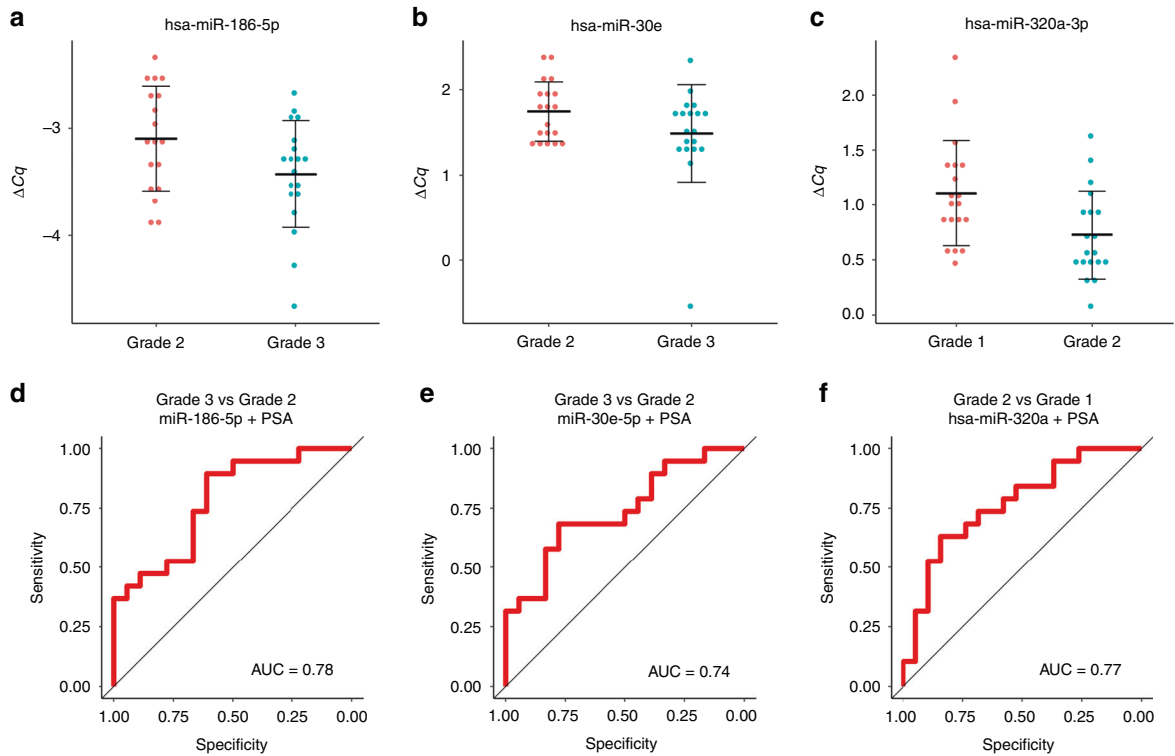 a
hsa-miR-186-5p
ΔCq
−3
−4
Grade 2
Grade 3
b
hsa-miR-30e
ΔCq
2
1
0
Grade 2
Grade 3
c
hsa-miR-320a-3p
ΔCq
2.0
1.5
1.0
0.5
0.0
Grade 1
Grade 2
d
Grade 3 vs Grade 2
miR-186-5p + PSA
Sensitivity
1.00
0.75
0.50
0.25
0.00
AUC = 0.78
1.00 0.75 0.50 0.25 0.00
Specificity
e
Grade 3 vs Grade 2
miR-30e-5p + PSA
Sensitivity
1.00
0.75
0.50
0.25
0.00
AUC = 0.74
1.00 0.75 0.50 0.25 0.00
Specificity
f
Grade 2 vs Grade 1
hsa-miR-320a + PSA
Sensitivity
1.00
0.75
0.50
0.25
0.00
AUC = 0.77
1.00 0.75 0.50 0.25 0.00
Specificity